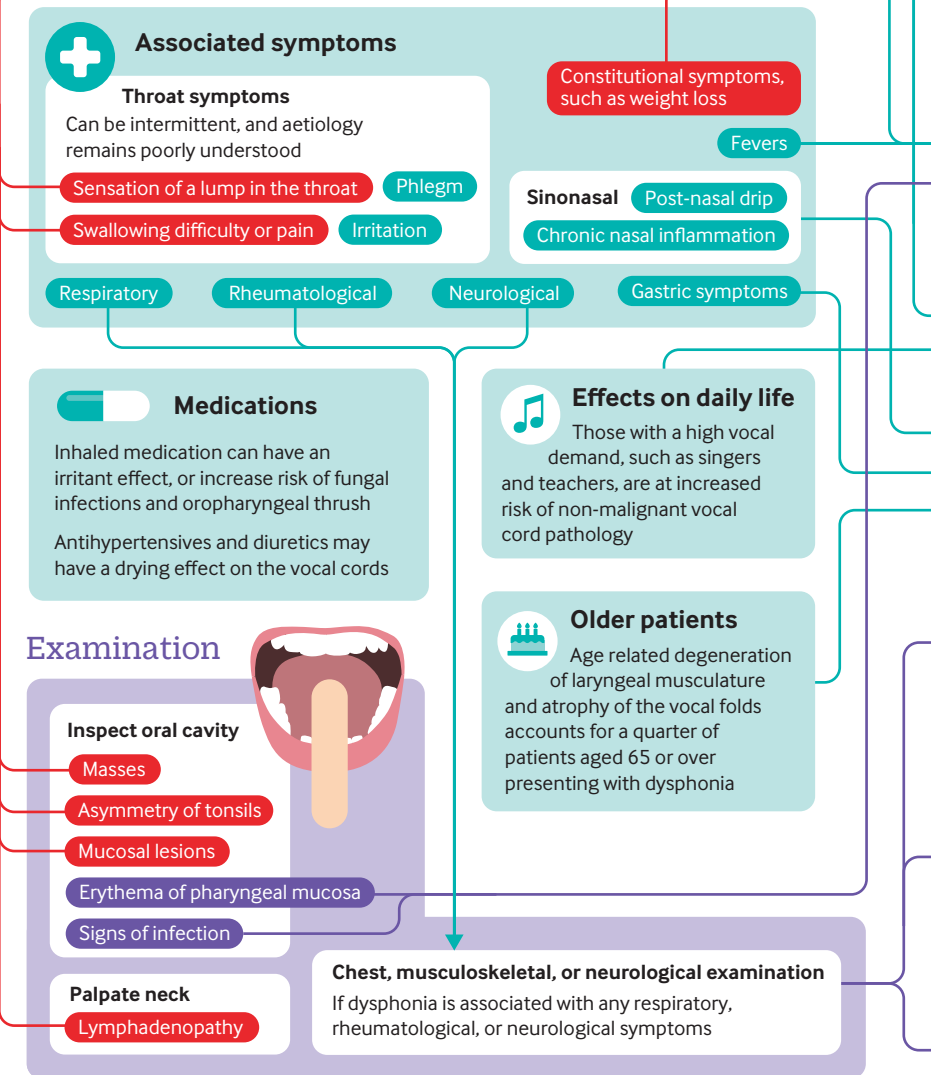 Associated symptoms
Throat symptoms
Can be intermittent, and aetiology
remains poorly understood
Sensation of a lump in the throat
Phlegm
Swallowing difficulty or pain
Irritation
Constitutional symptoms,
such as weight loss
Fevers
Sinonasal
Post-nasal drip
Chronic nasal inflammation
Respiratory
Rheumatological
Neurological
Gastric symptoms
Medications
Inhaled medication can have an
irritant effect, or increase risk of fungal
infections and oropharyngeal thrush
Antihypertensives and diuretics may
have a drying effect on the vocal cords
Effects on daily life
Those with a high vocal
demand, such as singers
and teachers, are at increased
risk of non-malignant vocal
cord pathology
Older patients
Age related degeneration
of laryngeal musculature
and atrophy of the vocal folds
accounts for a quarter of
patients aged 65 or over
presenting with dysphonia
Examination
Inspect oral cavity
Masses
Asymmetry of tonsils
Mucosal lesions
Erythema of pharyngeal mucosa
Signs of infection
Palpate neck
Lymphadenopathy
Chest, musculoskeletal, or neurological examination
If dysphonia is associated with any respiratory,
rheumatological, or neurological symptoms